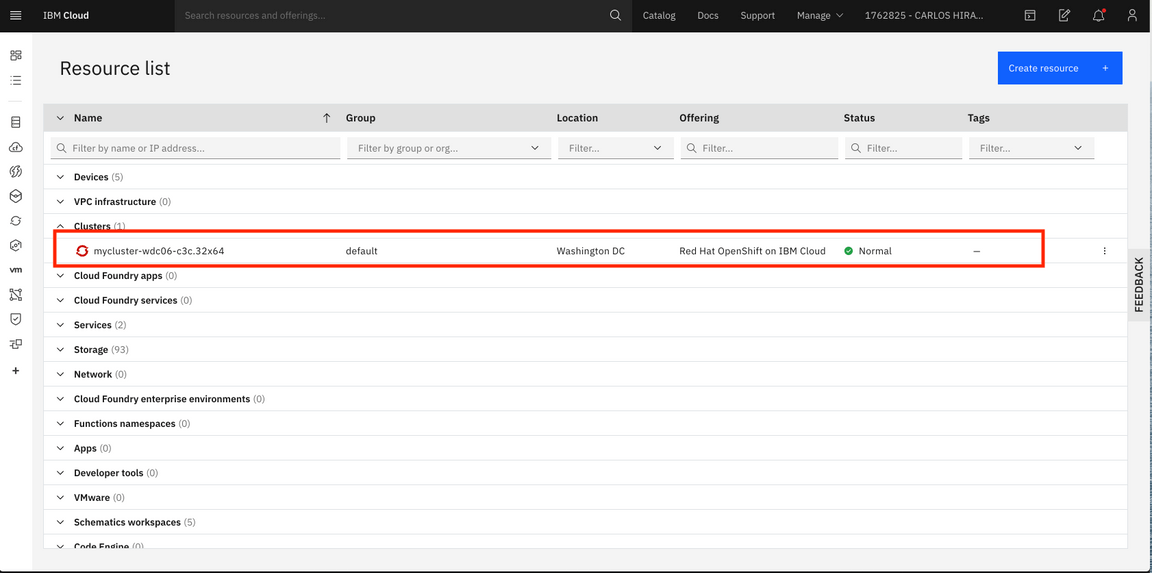 IBM Cloud Search resources and offerings... Catalog Docs Support Manage 1762825 - CARLOS HIRA...
Resource list
Create resource +
Name Group Location Offering Status Tags
Filter by name or IP address... Filter by group or org... Filter... Filter... Filter... Filter...
Devices (5)
VPC infrastructure (0)
Clusters (1)
mycluster-wdc06-c3c.32x64 default Washington DC Red Hat OpenShift on IBM Cloud Normal —
FEEDBACK
Cloud Foundry apps (0)
Cloud Foundry services (0)
Services (2)
Storage (93)
Network (0)
Cloud Foundry enterprise environments (0)
Functions namespaces (0)
Apps (0)
Developer tools (0)
VMware (0)
Schematics workspaces (5)
Code Engine (0)
vm